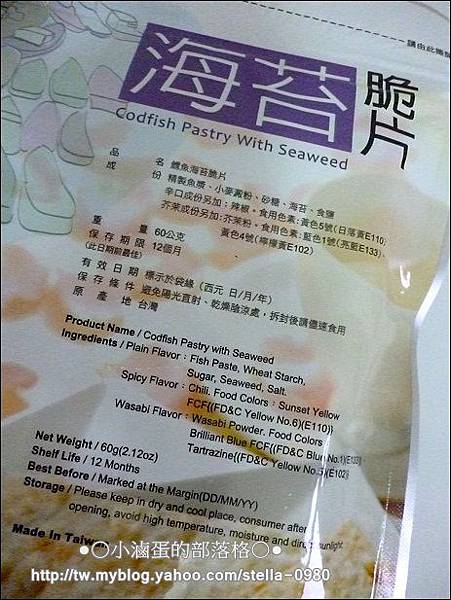 請由此撕
海苔脆片
Codfish Pastry With Seaweed
品名 鱈魚海苔脆片
成份 精製魚漿、小麥澱粉、砂糖、海苔、食鹽
辛口成份另加:辣椒。食用色素:黃色5號(日落黃E110)
芥茉成份另加:芥茉粉。食用色素:藍色1號(亮藍E133)、
黃色4號(檸檬黃E102)
重量 60公克
保存期限 12個月
(此日期前最佳)
有效日期 標示於袋緣(西元 日/月/年)
保存條件 避免陽光直射、乾燥陰涼處,拆封後請儘速食用
原產地 台灣
Product Name / Codfish Pastry with Seaweed
Ingredients / Plain Flavor : Fish Paste, Wheat Starch,
Sugar, Seaweed, Salt.
Spicy Flavor : Chili. Food Colors : Sunset Yellow
FCF{(FD&C Yellow No.6)(E110)}
Wasabi Flavor : Wasabi Powder. Food Colors
Brilliant Blue FCF{(FD&C Blue No.1)(E133)}
Tartrazine{(FD&C Yellow No.5)(E102)}
Net Weight / 60g(2.12oz)
Shelf Life / 12 Months
Best Before / Marked at the Margin(DD/MM/YY)
Storage / Please keep in dry and cool place, consumer after
opening, avoid high temperature, moisture and direct sunlight.
Made In Taiwan
●○小滷蛋的部落格○●
http://tw.myblog.yahoo.com/stella-0980